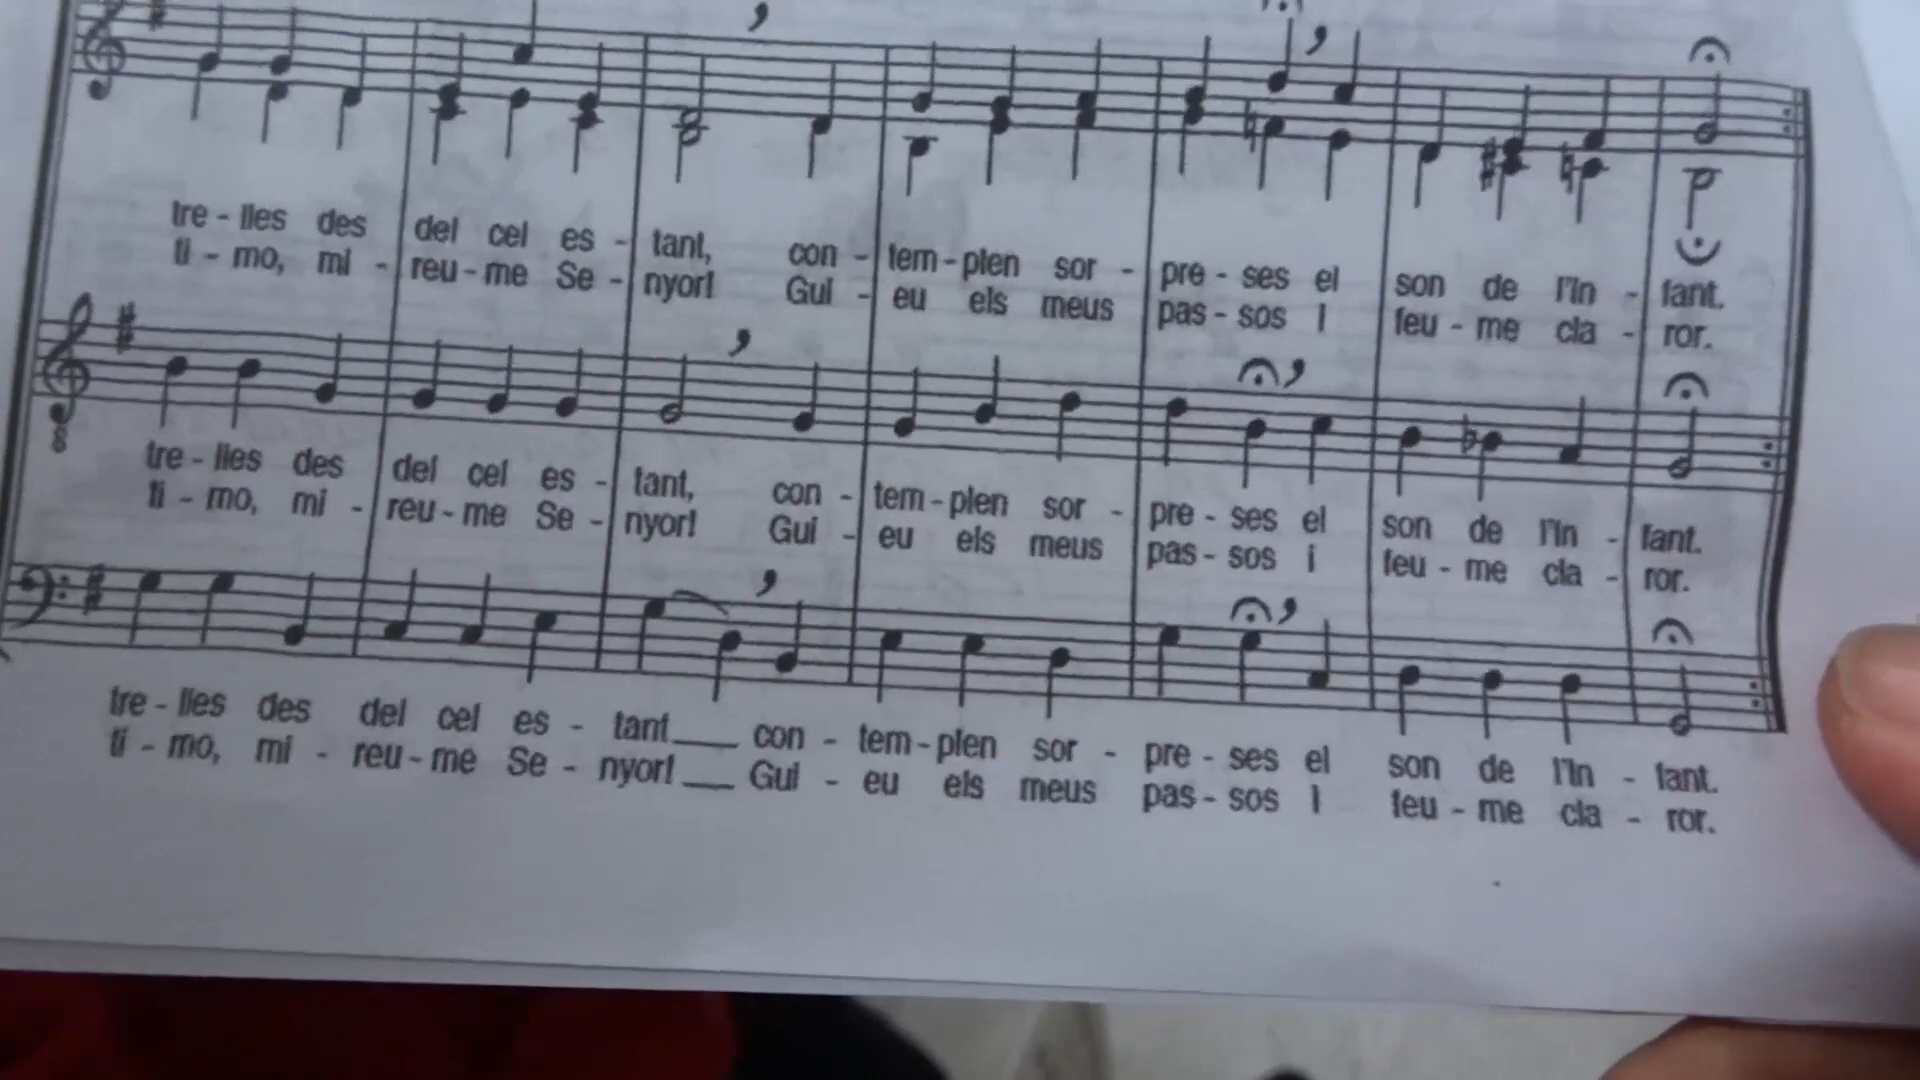 tre - lles des del cel es - tant, con - tem - plen sor - pre - ses el son de l'In - fant.
ti - mo, mi - reu - me Se - nyor! Gui - eu els meus pas - sos i feu - me cla - ror.
8
tre - lles des del cel es - tant, con - tem - plen sor - pre - ses el son de l'In - fant.
ti - mo, mi - reu - me Se - nyor! Gui - eu els meus pas - sos i feu - me cla - ror.
tre - lles des del cel es - tant___ con - tem - plen sor - pre - ses el son de l'In - fant.
ti - mo, mi - reu - me Se - nyor!___ Gui - eu els meus pas - sos i feu - me cla - ror.